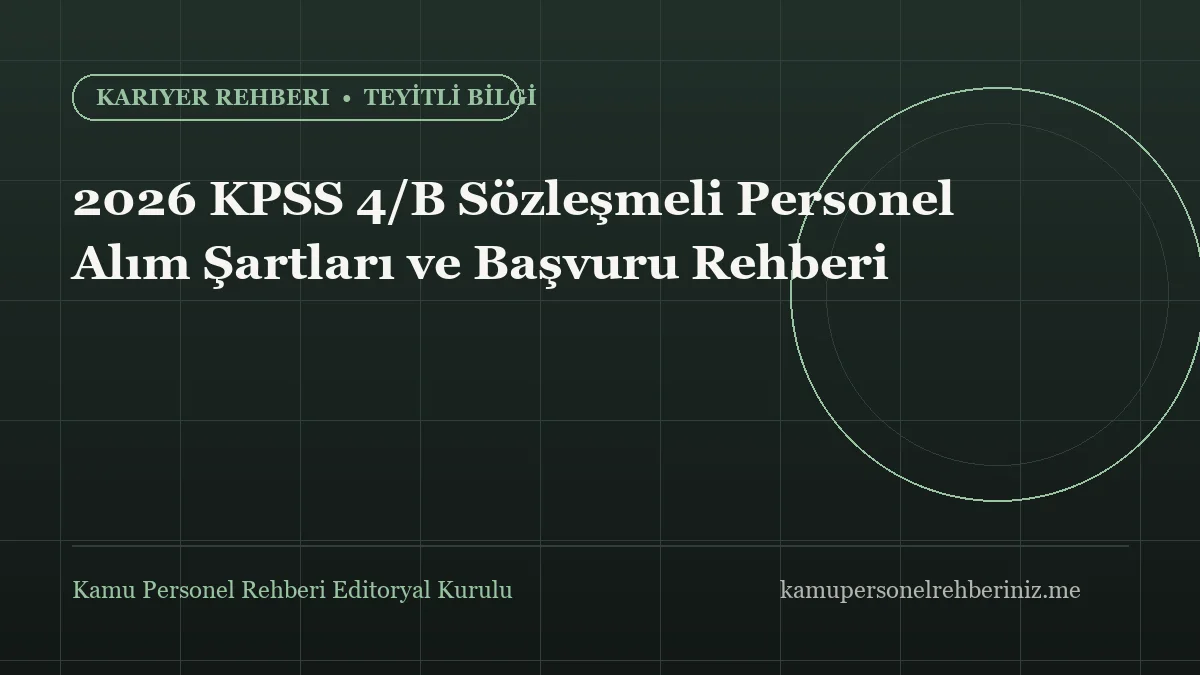 KARIYER REHBERI • TEYİTLİ BİLGİ
2026 KPSS 4/B Sözleşmeli Personel
Alım Şartları ve Başvuru Rehberi
Kamu Personel Rehberi Editoryal Kurulu
kamupersonelrehberiniz.me